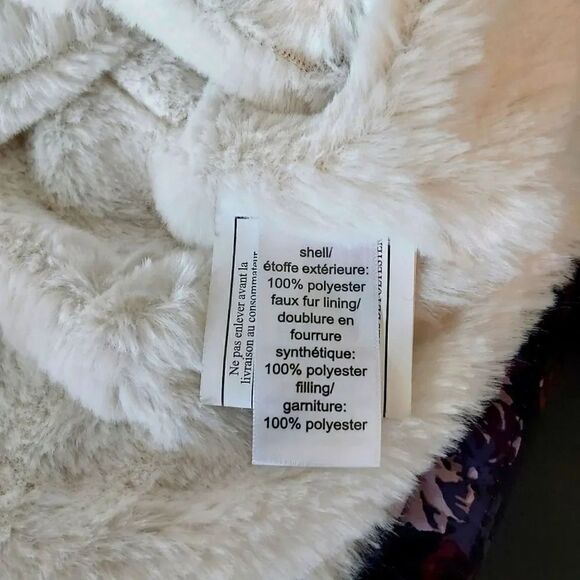 shell/
étoffe extérieure:
100% polyester
faux fur lining/
doublure en
fourrure
synthétique:
100% polyester
filling/
garniture:
100% polyester
Ne pas enlever avant la
livraison au consommateur